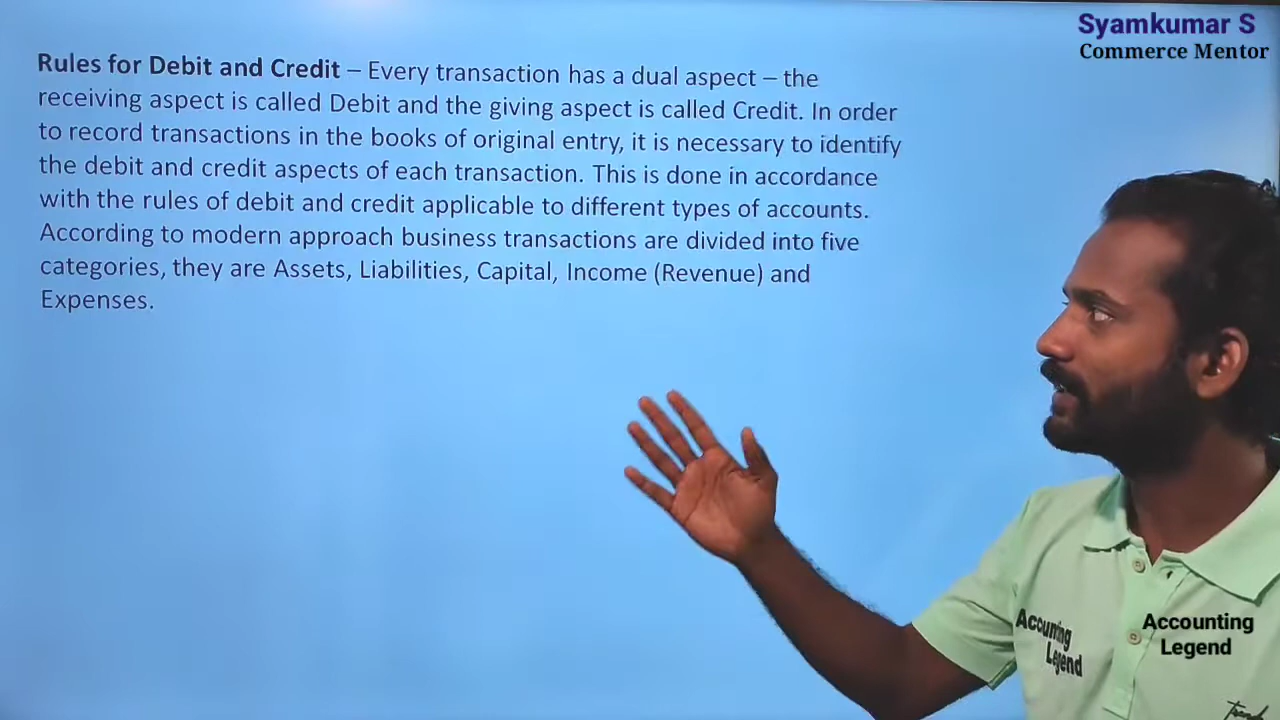 Syamkumar S
Commerce Mentor
Rules for Debit and Credit – Every transaction has a dual aspect – the
receiving aspect is called Debit and the giving aspect is called Credit. In order
to record transactions in the books of original entry, it is necessary to identify
the debit and credit aspects of each transaction. This is done in accordance
with the rules of debit and credit applicable to different types of accounts.
According to modern approach business transactions are divided into five
categories, they are Assets, Liabilities, Capital, Income (Revenue) and
Expenses.
Accounting
Legend
Accounting
Legend